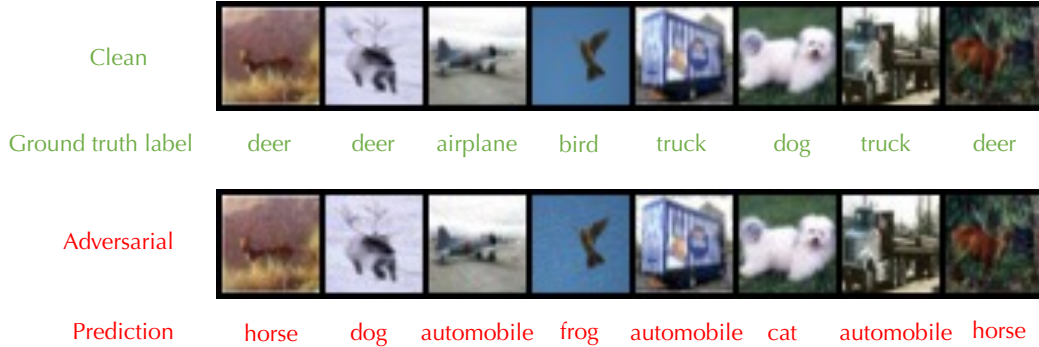 Clean
Ground truth label deer deer airplane bird truck dog truck deer
Adversarial
Prediction horse dog automobile frog automobile cat automobile horse